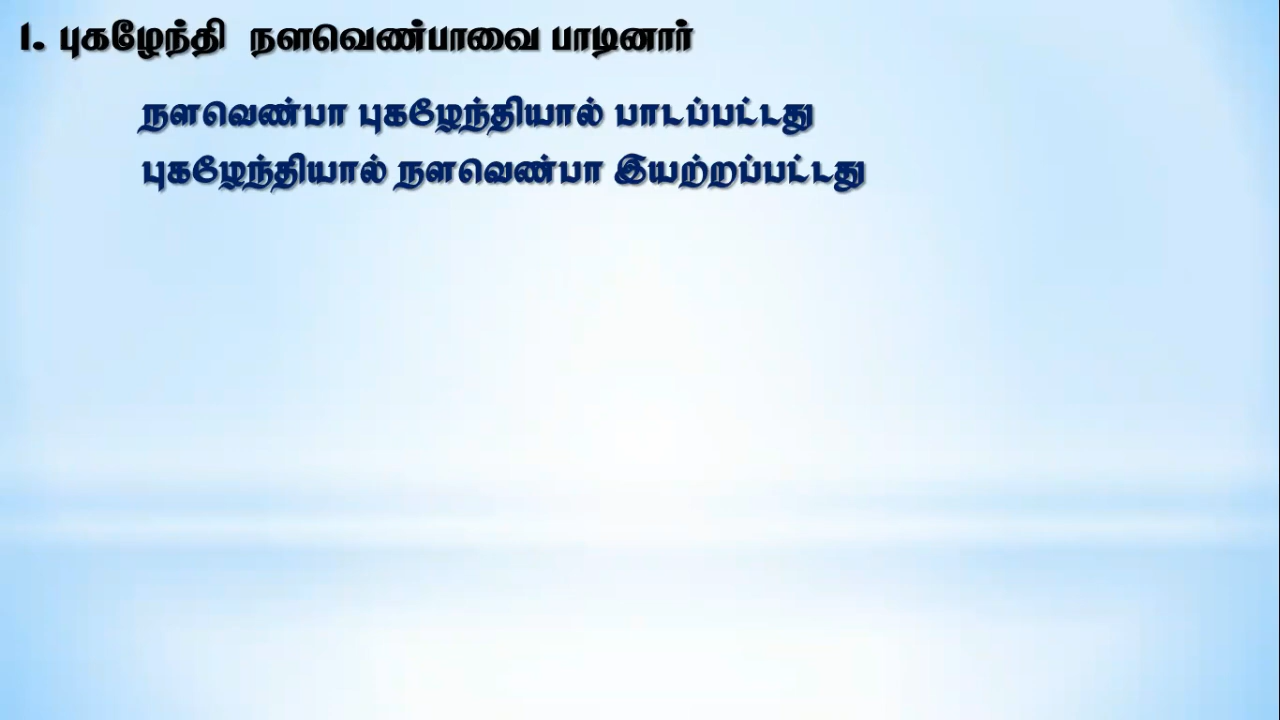 1. புகழேந்தி நளவெண்பாவை பாடினார்
நளவெண்பா புகழேந்தியால் பாடப்பட்டது
புகழேந்தியால் நளவெண்பா இயற்றப்பட்டது